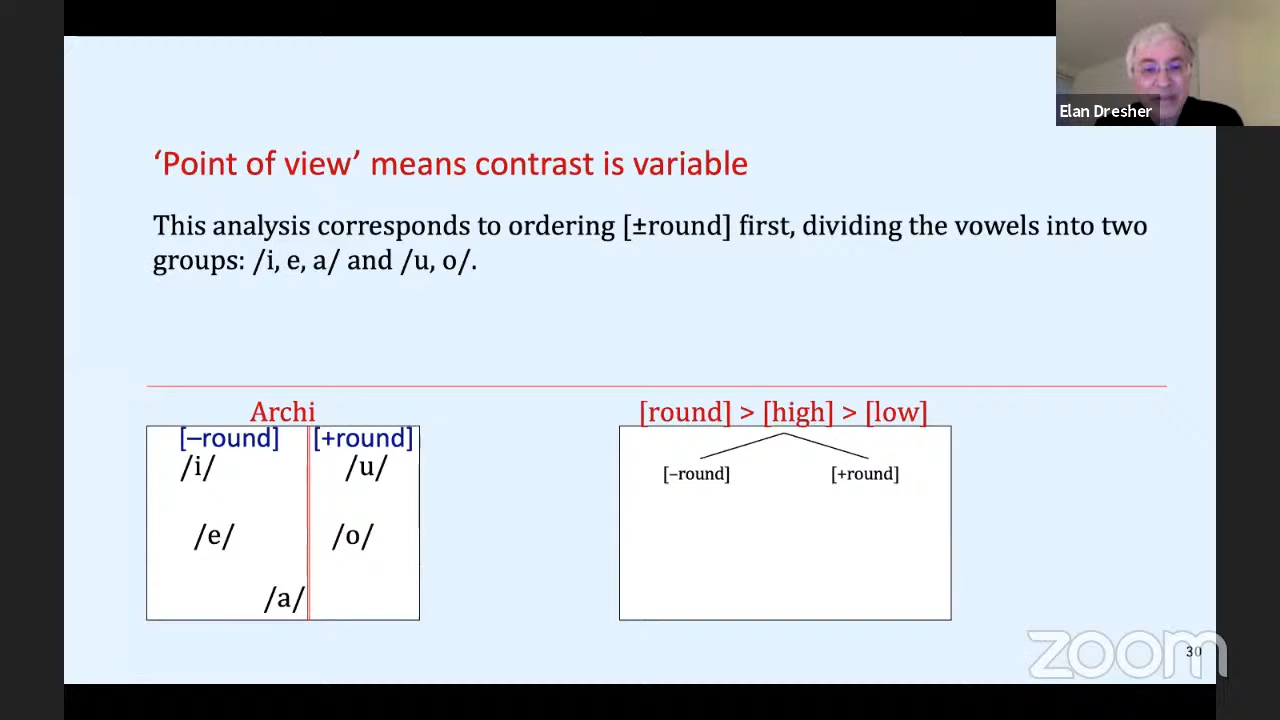 Elan Dresher
‘Point of view’ means contrast is variable
This analysis corresponds to ordering [±round] first, dividing the vowels into two
groups: /i, e, a/ and /u, o/.
Archi
[–round] [+round]
/i/ /u/
/e/ /o/
/a/
[round] > [high] > [low]
[–round] [+round]
zoom
30